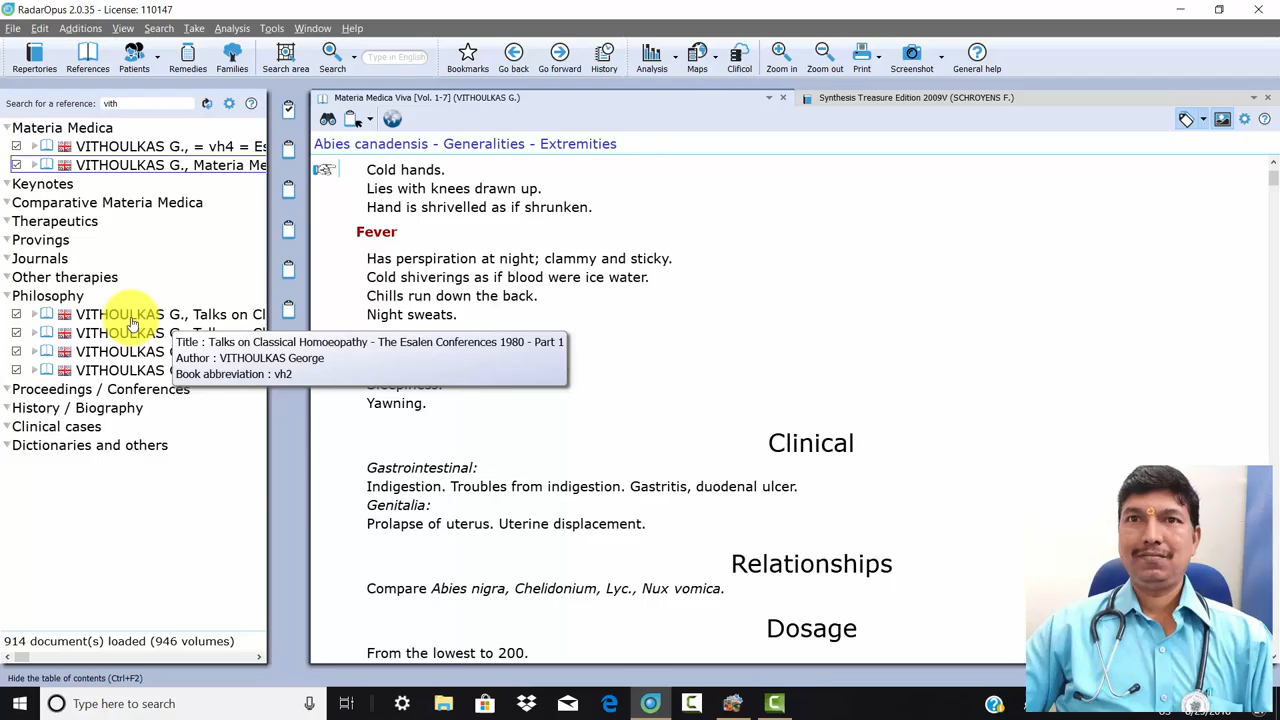 RadarOpus 2.0.35 - License: 110147
File Edit Additions View Search Take Analysis Tools Window Help
Repertories References Patients Remedies Families Search area Search Type in English Bookmarks Go back Go forward History Analysis Maps Clificol Zoom in Zoom out Print Screenshot General help
Search for a reference: vith
Materia Medica
VITHOULKAS G., = vh4 = Es
VITHOULKAS G., Materia Me
Keynotes
Comparative Materia Medica
Therapeutics
Provings
Journals
Other therapies
Philosophy
VITHOULKAS G., Talks on Cl
VITHOULKAS G., Talks on Cl
VITHOULKAS
VITHOULKAS
Proceedings / Conferences
History / Biography
Clinical cases
Dictionaries and others
914 document(s) loaded (946 volumes)
Hide the table of contents (Ctrl+F2)
Title : Talks on Classical Homoeopathy - The Esalen Conferences 1980 - Part 1
Author : VITHOULKAS George
Book abbreviation : vh2
Materia Medica Viva [Vol. 1-7] (VITHOULKAS G.)
Synthesis Treasure Edition 2009V (SCHROYENS F.)
Abies canadensis - Generalities - Extremities
Cold hands.
Lies with knees drawn up.
Hand is shrivelled as if shrunken.
Fever
Has perspiration at night; clammy and sticky.
Cold shiverings as if blood were ice water.
Chills run down the back.
Night sweats.
Sleepiness.
Yawning.
Clinical
Gastrointestinal:
Indigestion. Troubles from indigestion. Gastritis, duodenal ulcer.
Genitalia:
Prolapse of uterus. Uterine displacement.
Relationships
Compare Abies nigra, Chelidonium, Lyc., Nux vomica.
Dosage
From the lowest to 200.
Type here to search